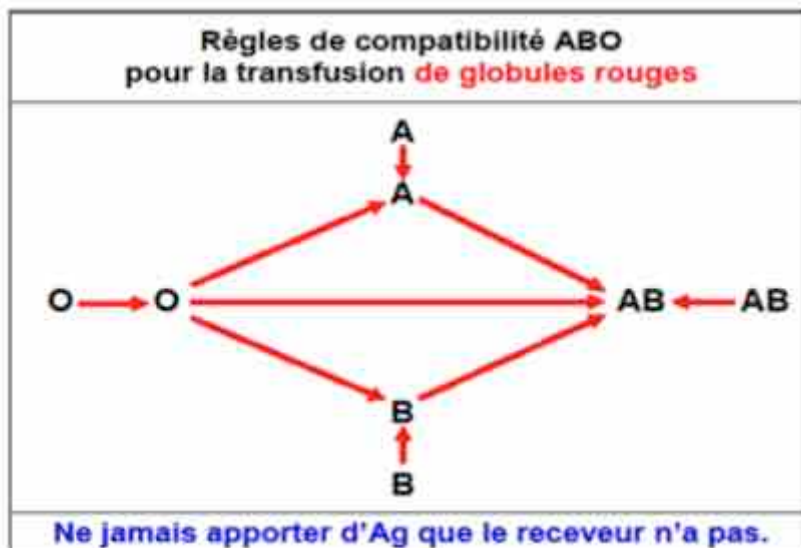 Règles de compatibilité ABO
pour la transfusion de globules rouges
A
A
O O AB AB
B
B
Ne jamais apporter d'Ag que le receveur n'a pas.